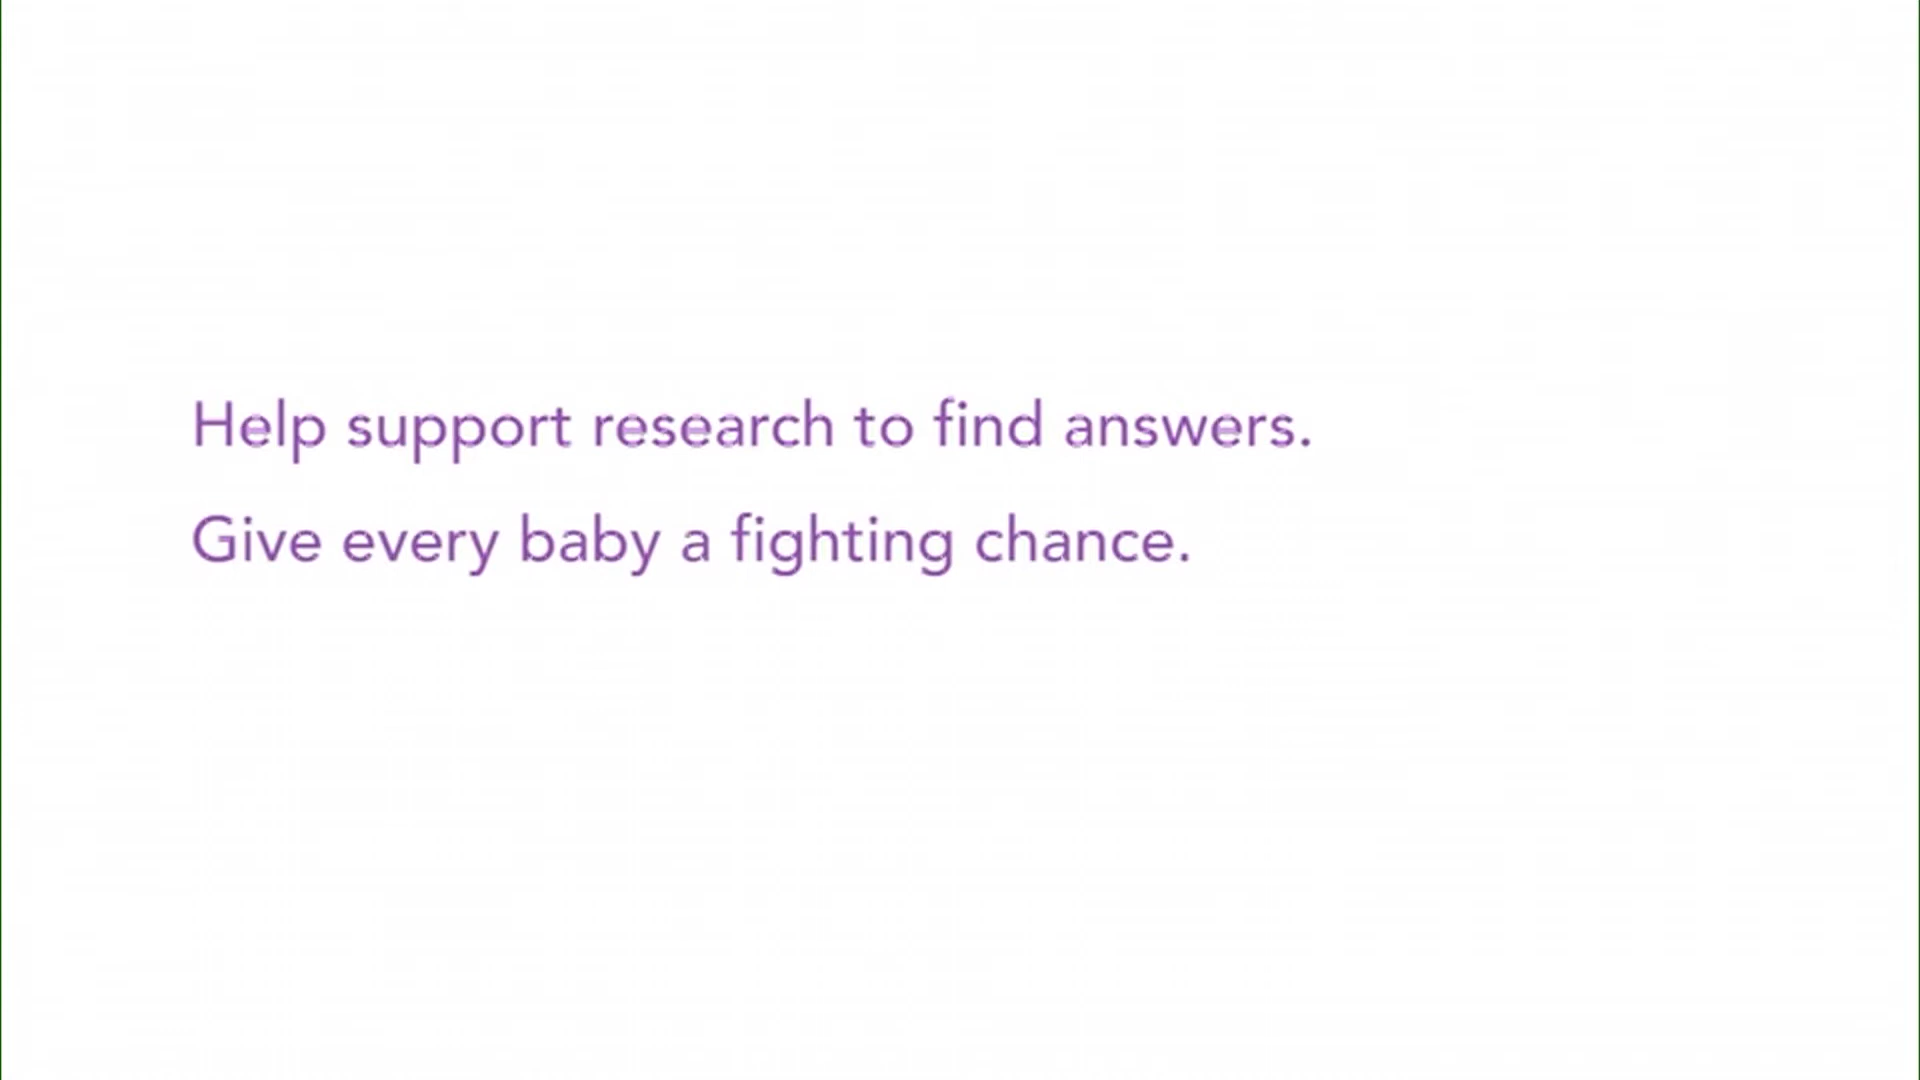 Help support research to find answers.
Give every baby a fighting chance.